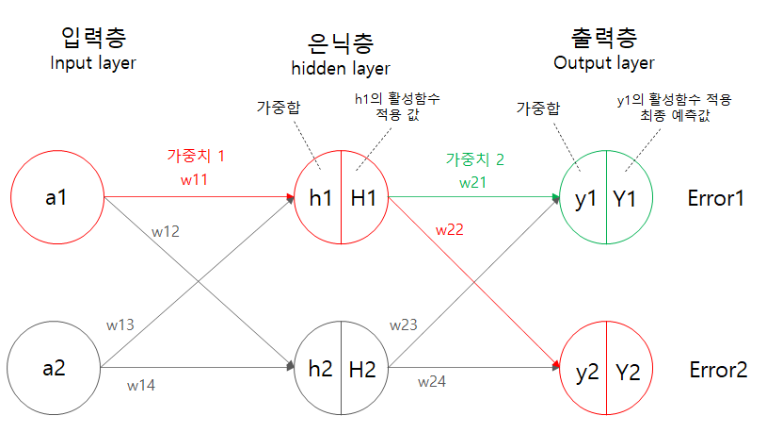 입력층
Input layer
은닉층
hidden layer
출력층
Output layer
가중합
h1의 활성함수
적용 값
가중합
y1의 활성함수 적용
최종 예측값
가중치 1
w11
가중치 2
w21
a1
h1 H1
y1 Y1
Error1
w12
w22
w13
w23
a2
w14
h2 H2
w24
y2 Y2
Error2